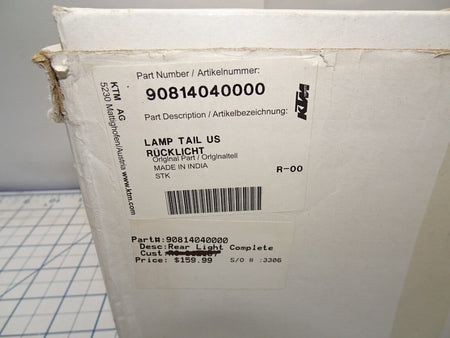 KTM AG
5230 Mattighofen/Austria www.ktm.com
Part Number / Artikelnummer:
90814040000
Part Description / Artikelbezeichnung:
KTM
LAMP TAIL US
RÜCKLICHT
Original Part / Originalteil
MADE IN INDIA
STK
R-00
Part#:90814040000
Desc:Rear Light Complete
Cust:
Price: $159.99 S/O # :3306